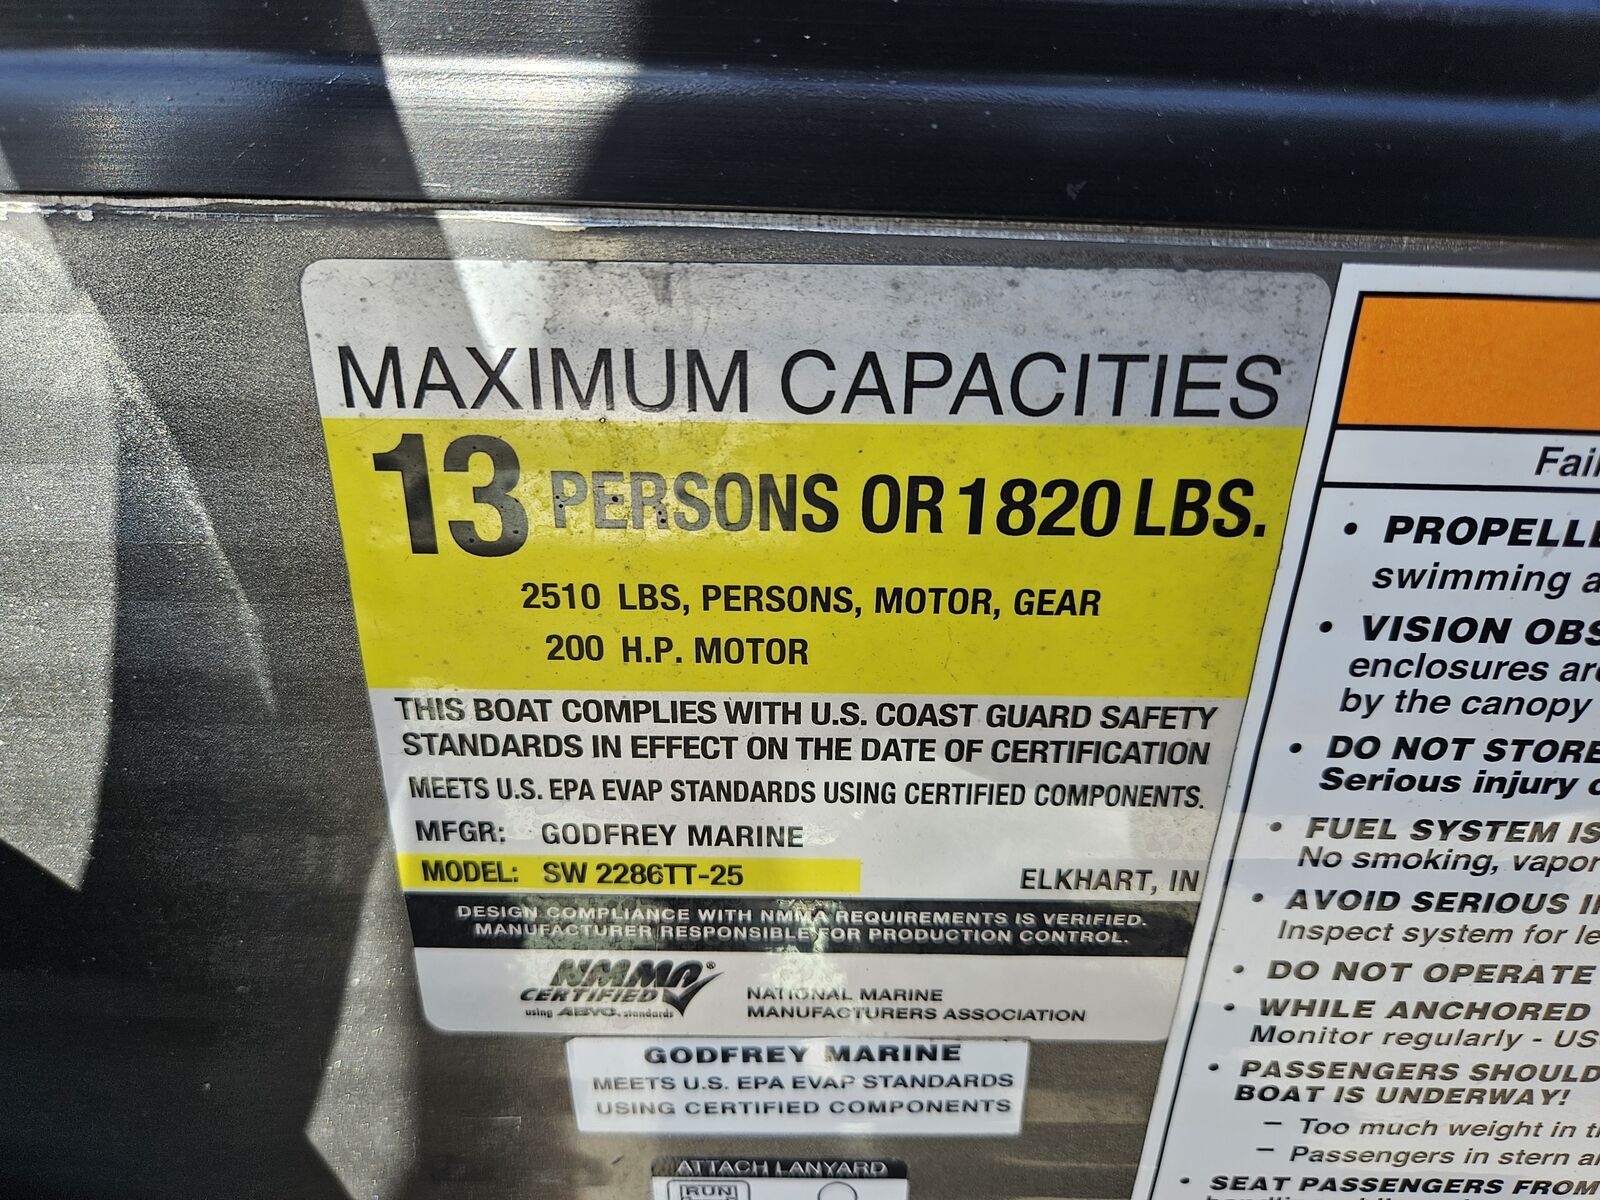 MAXIMUM CAPACITIES
13 PERSONS OR 1820 LBS.
2510 LBS, PERSONS, MOTOR, GEAR
200 H.P. MOTOR
THIS BOAT COMPLIES WITH U.S. COAST GUARD SAFETY
STANDARDS IN EFFECT ON THE DATE OF CERTIFICATION
MEETS U.S. EPA EVAP STANDARDS USING CERTIFIED COMPONENTS.
MFGR: GODFREY MARINE
MODEL: SW 2286TT-25 ELKHART, IN
DESIGN COMPLIANCE WITH NMMA REQUIREMENTS IS VERIFIED.
MANUFACTURER RESPONSIBLE FOR PRODUCTION CONTROL.
NMMA®
CERTIFIED
using ABYC. standards
NATIONAL MARINE
MANUFACTURERS ASSOCIATION
GODFREY MARINE
MEETS U.S. EPA EVAP STANDARDS
USING CERTIFIED COMPONENTS
ATTACH LANYARD
RUN
• PROPELLE
swimming a
• VISION OBS
enclosures are
by the canopy
• DO NOT STORE
Serious injury
• FUEL SYSTEM IS
No smoking, vapor
• AVOID SERIOUS
Inspect system for
• DO NOT OPERATE
• WHILE ANCHORED
Monitor regularly - US
• PASSENGERS SHOULD
BOAT IS UNDERWAY!
– Too much weight in
– Passengers in stern
• SEAT PASSENGERS FROM